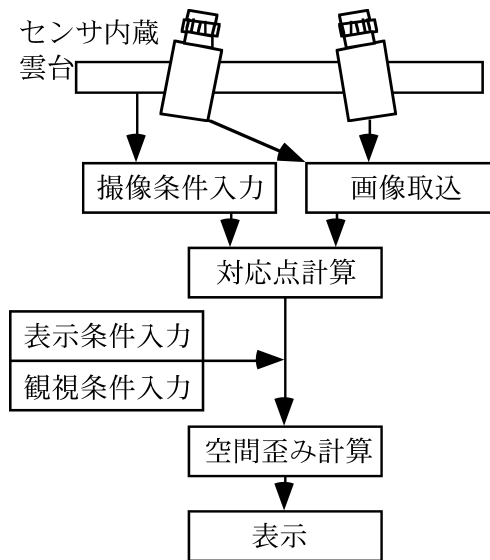 センサ内蔵
雲台
撮像条件入力
画像取込
対応点計算
表示条件入力
観視条件入力
空間歪み計算
表示